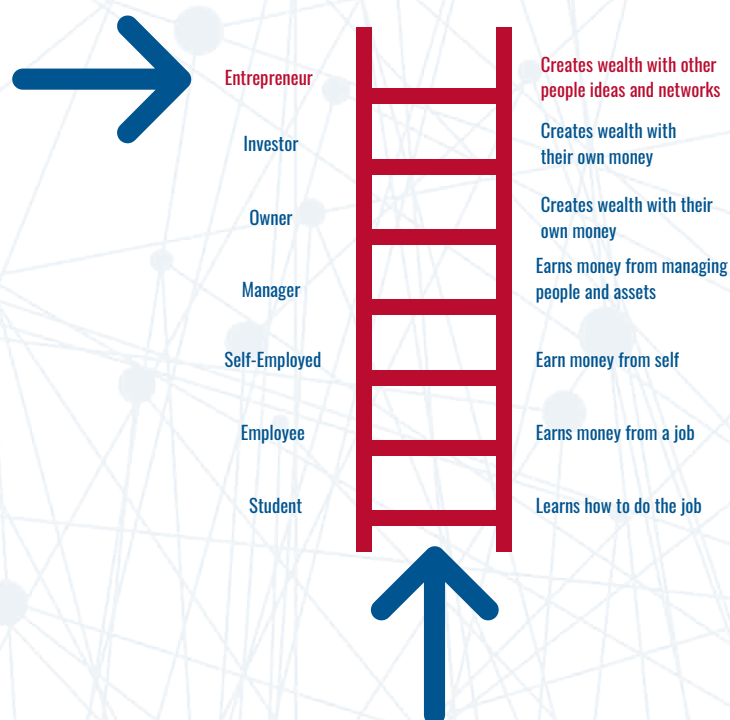 Entrepreneur
Creates wealth with other
people ideas and networks
Investor
Creates wealth with
their own money
Owner
Creates wealth with their
own money
Manager
Earns money from managing
people and assets
Self-Employed
Earn money from self
Employee
Earns money from a job
Student
Learns how to do the job